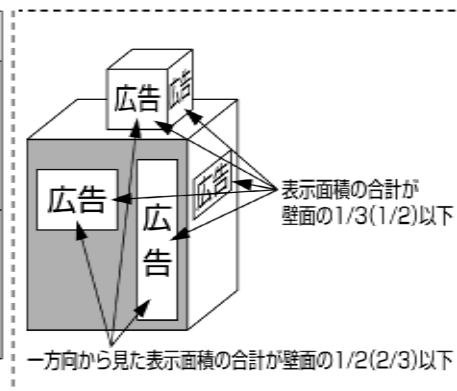 広告
広告
広告
広告
広告
表示面積の合計が
壁面の1/3(1/2)以下
一方向から見た表示面積の合計が壁面の1/2(2/3)以下